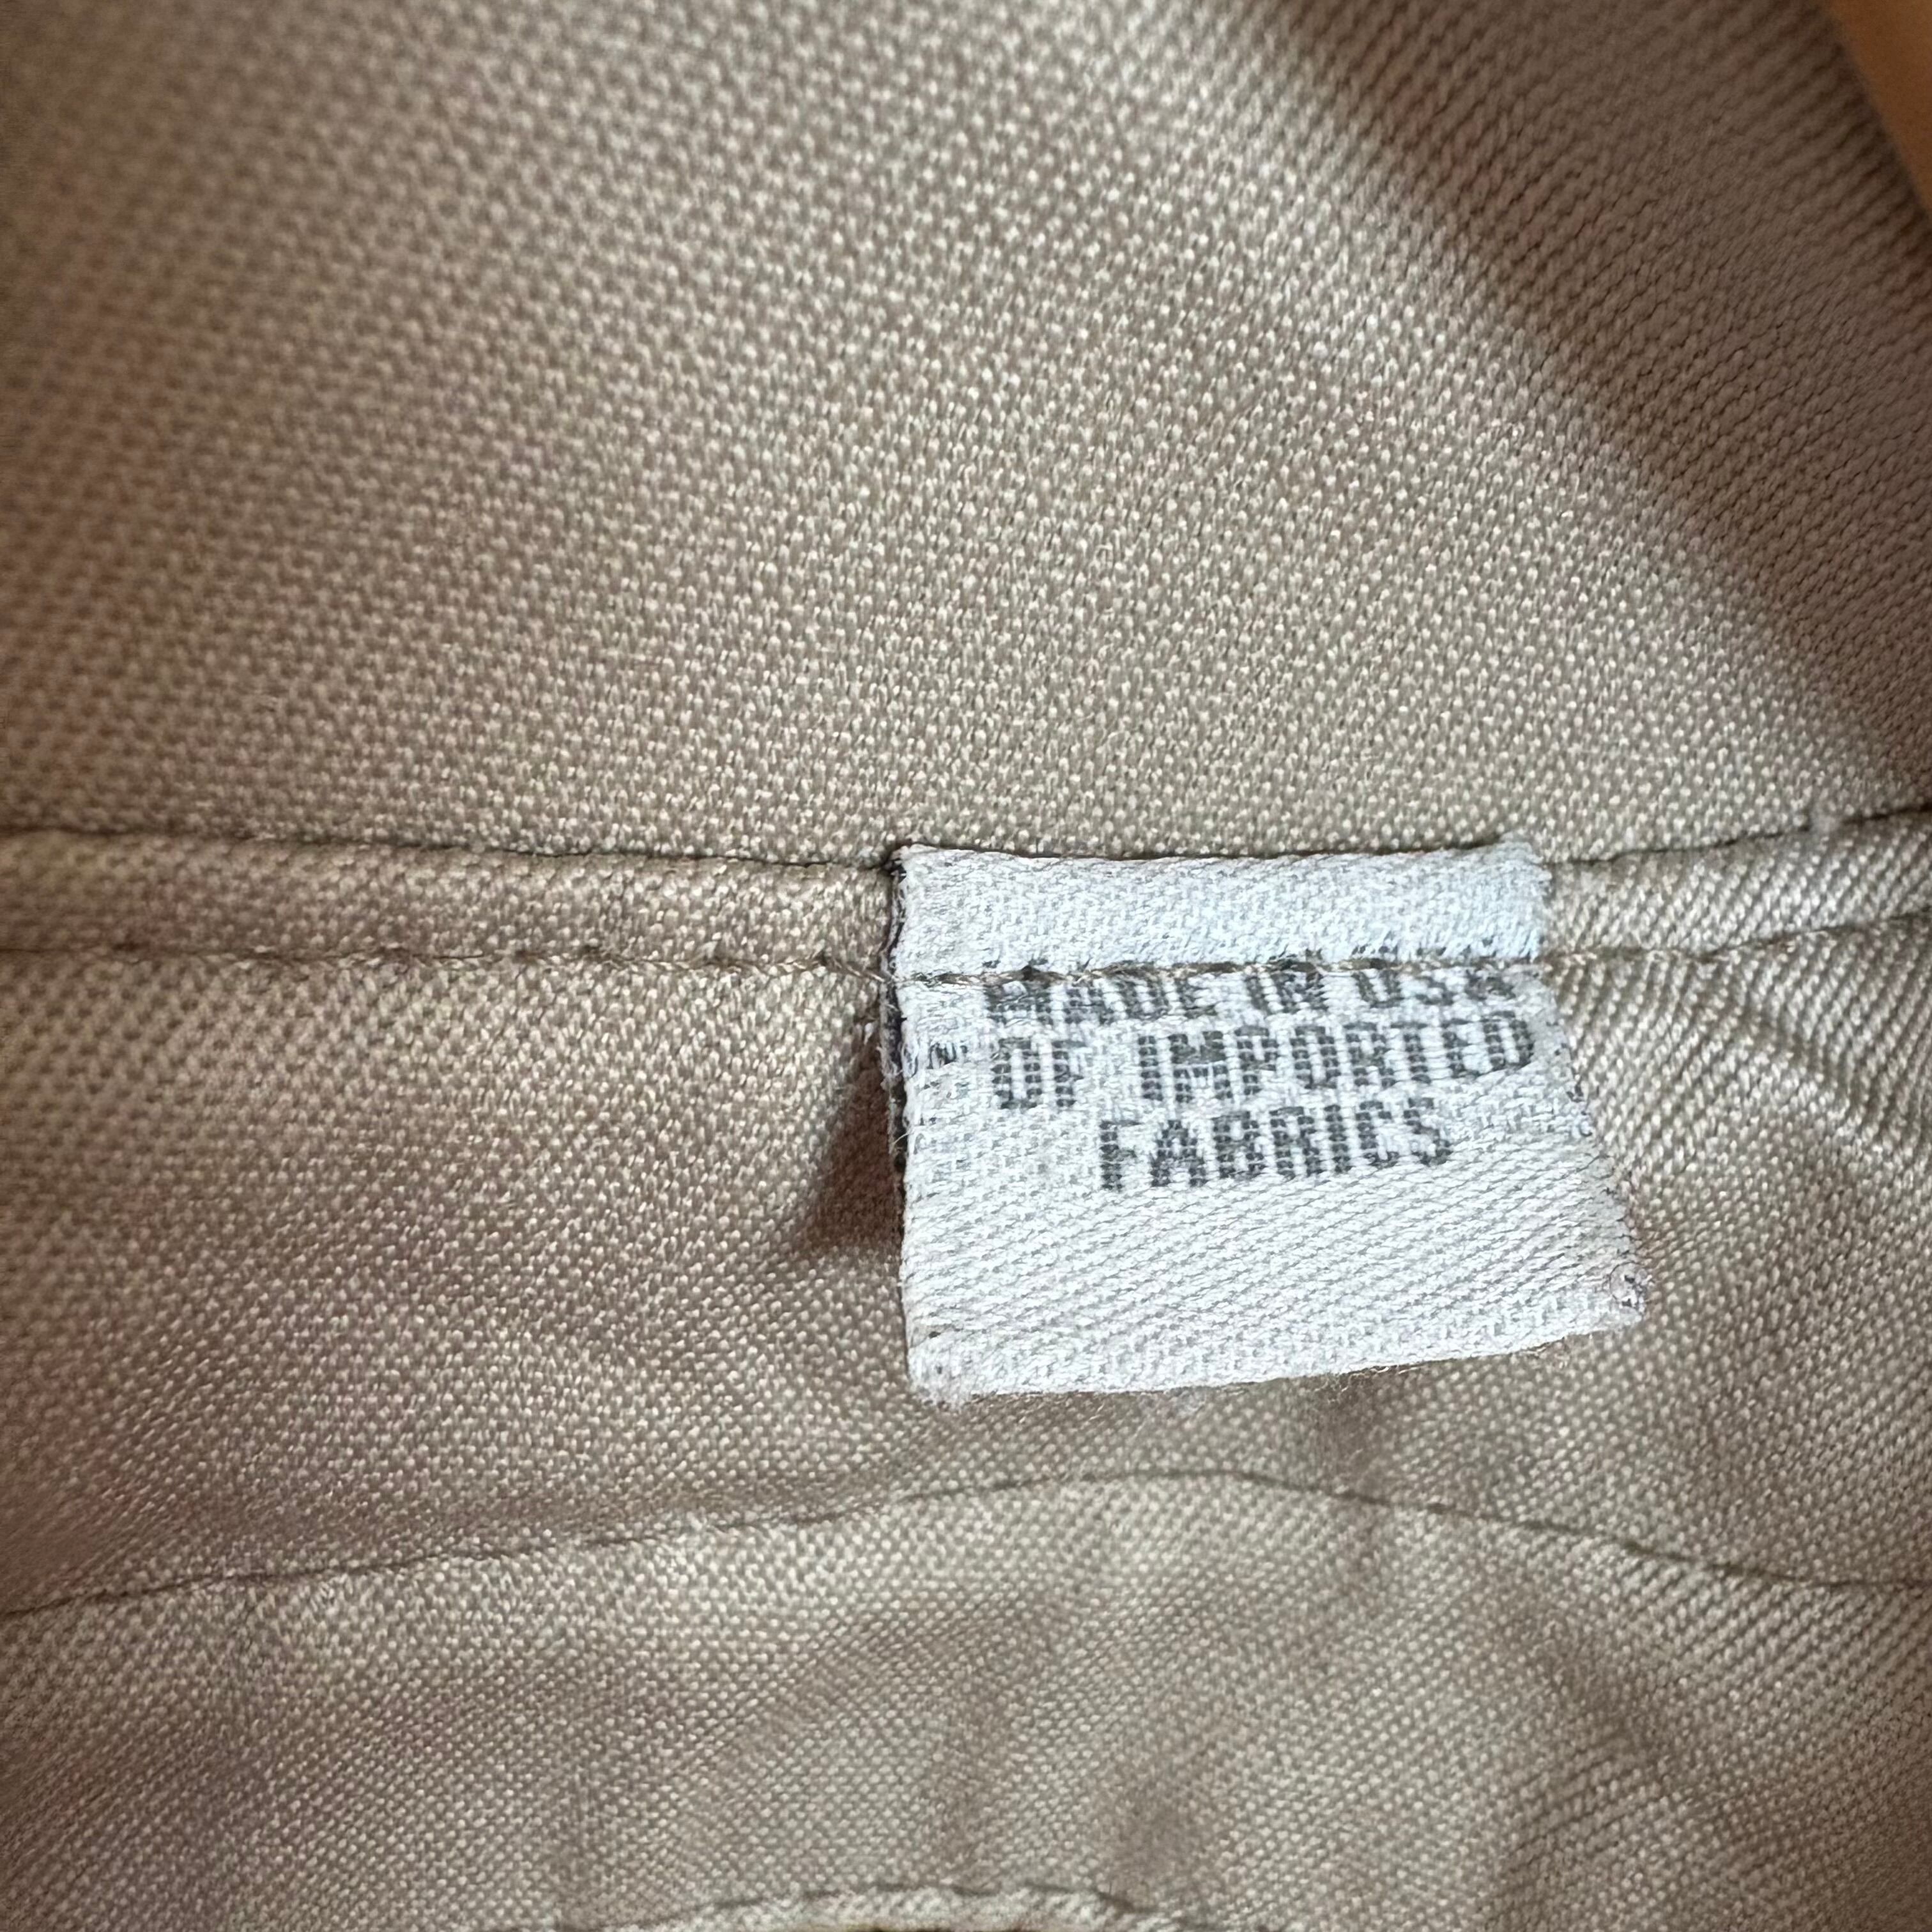 MADE IN USA
OF IMPORTED
FABRICS